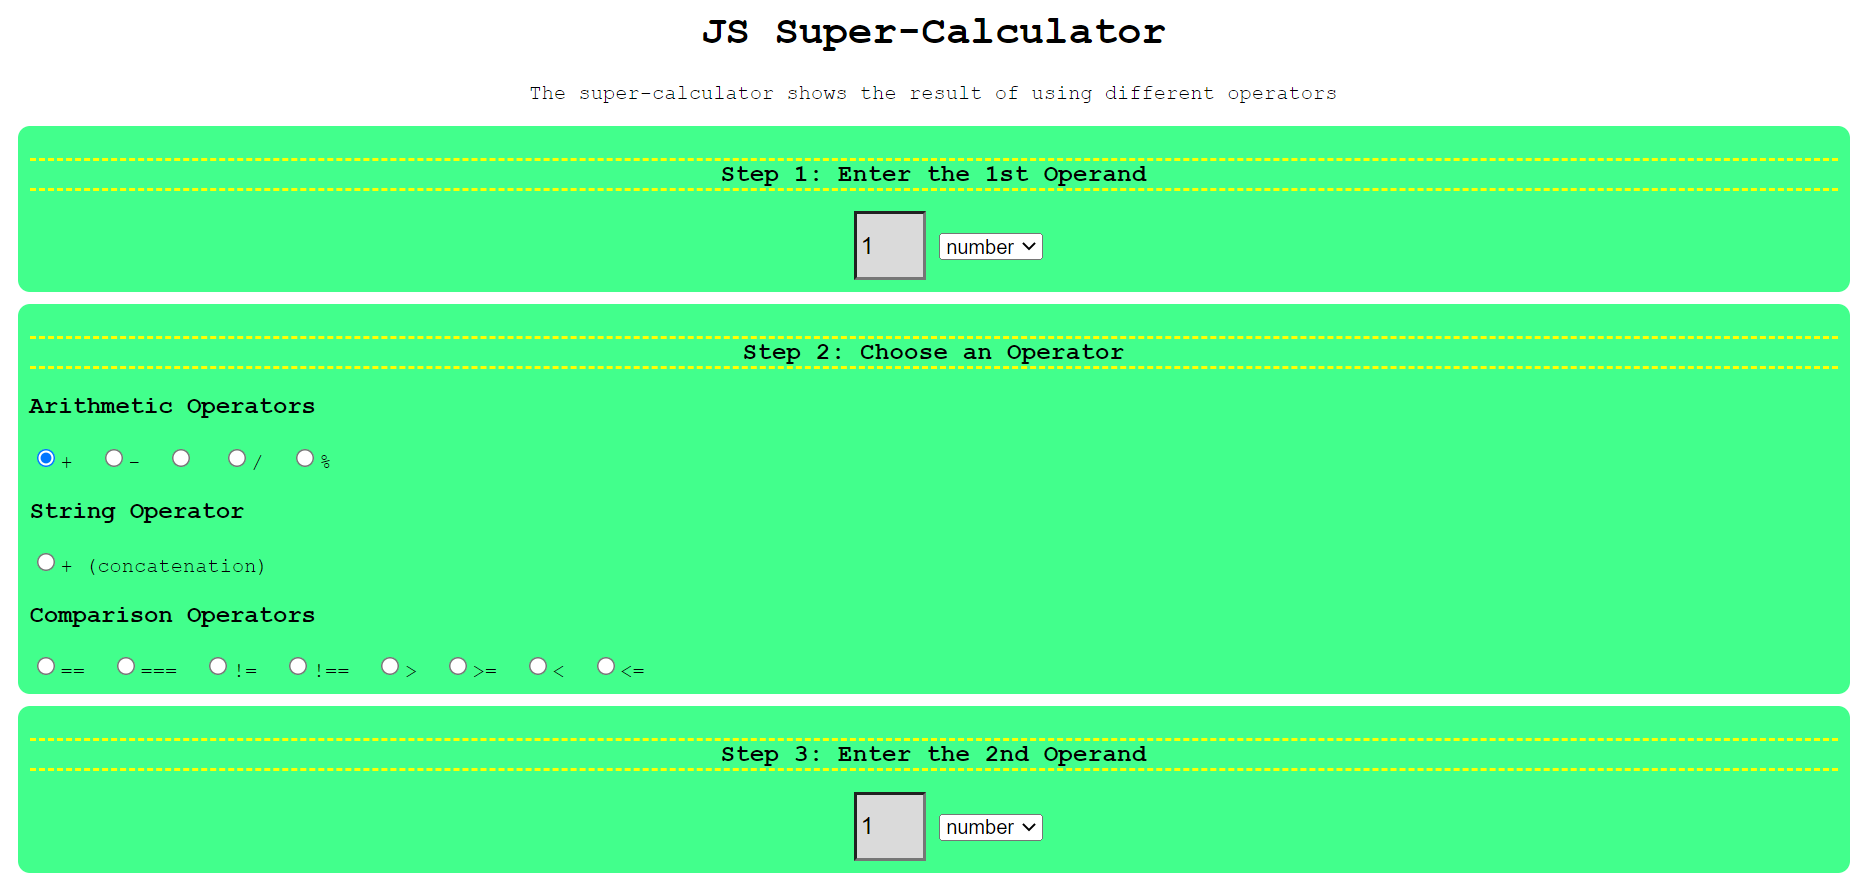 JS Super-Calculator
The super-calculator shows the result of using different operators
Step 1: Enter the 1st Operand
1 number
Step 2: Choose an Operator
Arithmetic Operators
+ - / %
String Operator
+ (concatenation)
Comparison Operators
== === != !== > >= < <=
Step 3: Enter the 2nd Operand
1 number